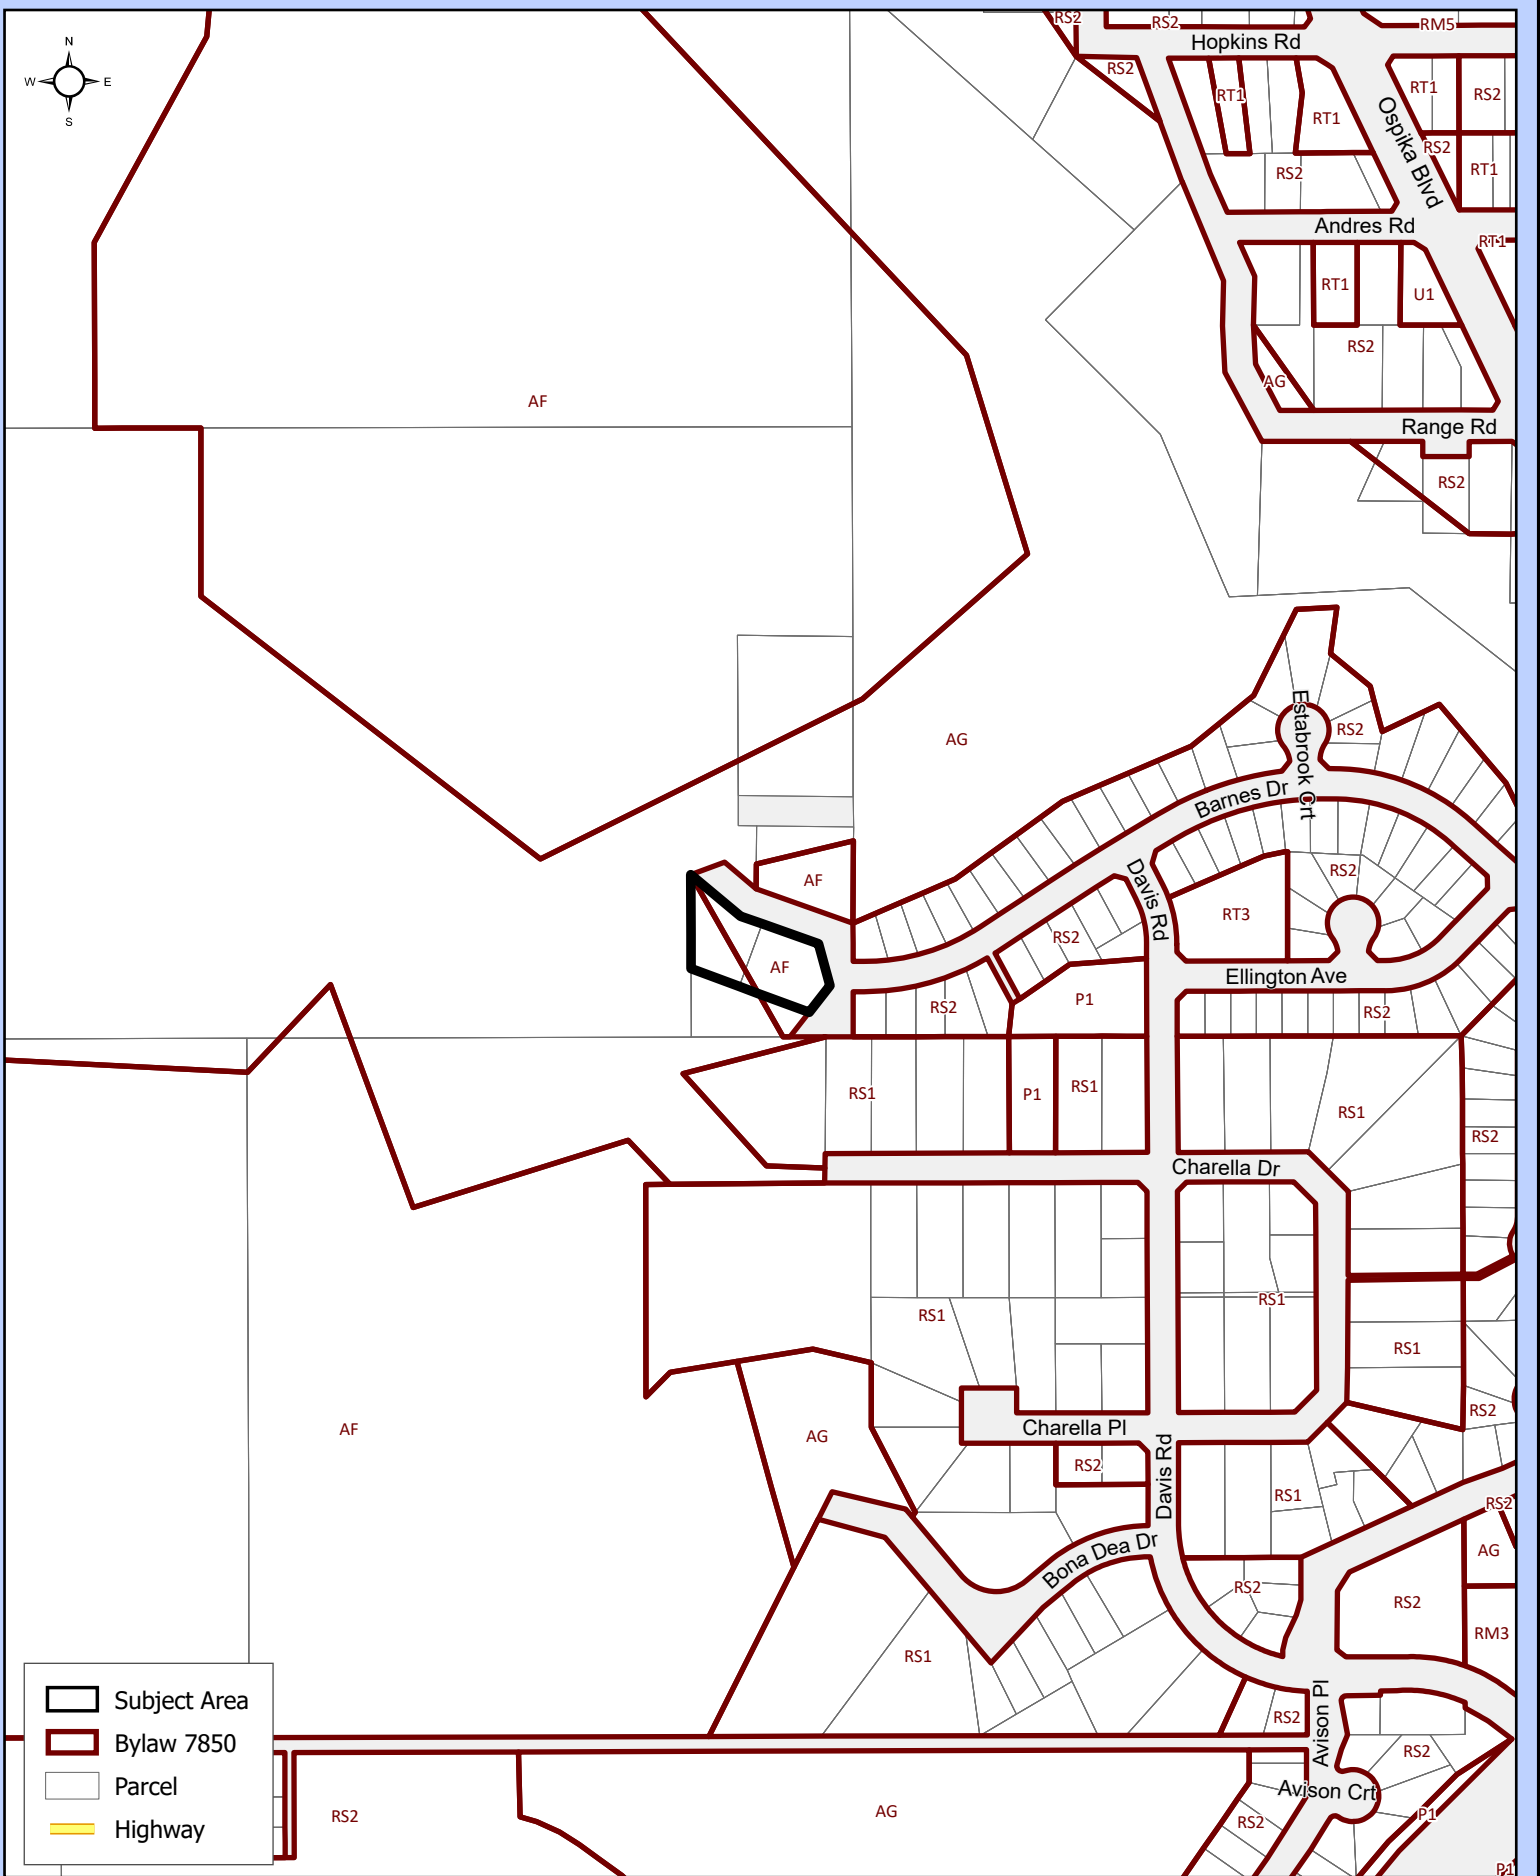 N
W E
S
RS2
RS2
RM5
Hopkins Rd
RS2
RT1
RT1
RT1
RS2
Ospika Blvd
RS2
RT1
RS2
Andres Rd
RT1
RT1
U1
RS2
AG
AF
Range Rd
RS2
AG
Estabrook Crt
RS2
Barnes Dr
AF
RS2
Davis Rd
RT3
RS2
AF
Ellington Ave
RS2
P1
RS2
RS1
P1
RS1
RS1
RS2
Charella Dr
RS1
RS1
RS1
RS2
AF
AG
Charella Pl
RS2
Davis Rd
RS1
RS2
Bona Dea Dr
AG
RS2
RS2
RM3
RS1
RS2
Avison Pl
RS2
Avison Crt
P1
RS2
AG
RS2
P1
Subject Area
Bylaw 7850
Parcel
Highway